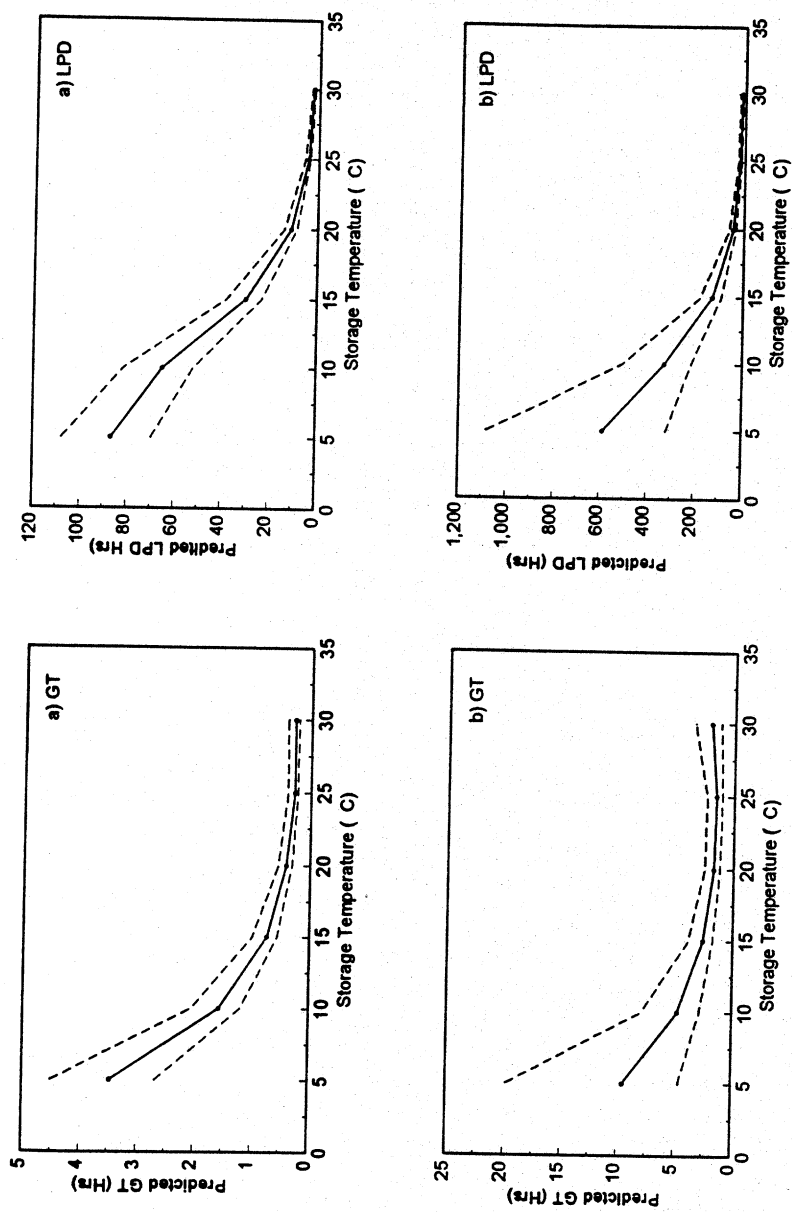 a) GT
5
4
3
2
1
0
Predicted GT (Hrs)
0 5 10 15 20 25 30 35
Storage Temperature ( C)
a) LPD
120
100
80
60
40
20
0
Predited LPD Hrs)
0 5 10 15 20 25 30 35
Storage Temperature ( C)
b) GT
25
20
15
10
5
0
Predicted GT (Hrs)
0 5 10 15 20 25 30 35
Storage Temperature ( C)
b) LPD
1,200
1,000
800
600
400
200
0
Predicted LPD (Hrs)
0 5 10 15 20 25 30 35
Storage Temperature ( C)